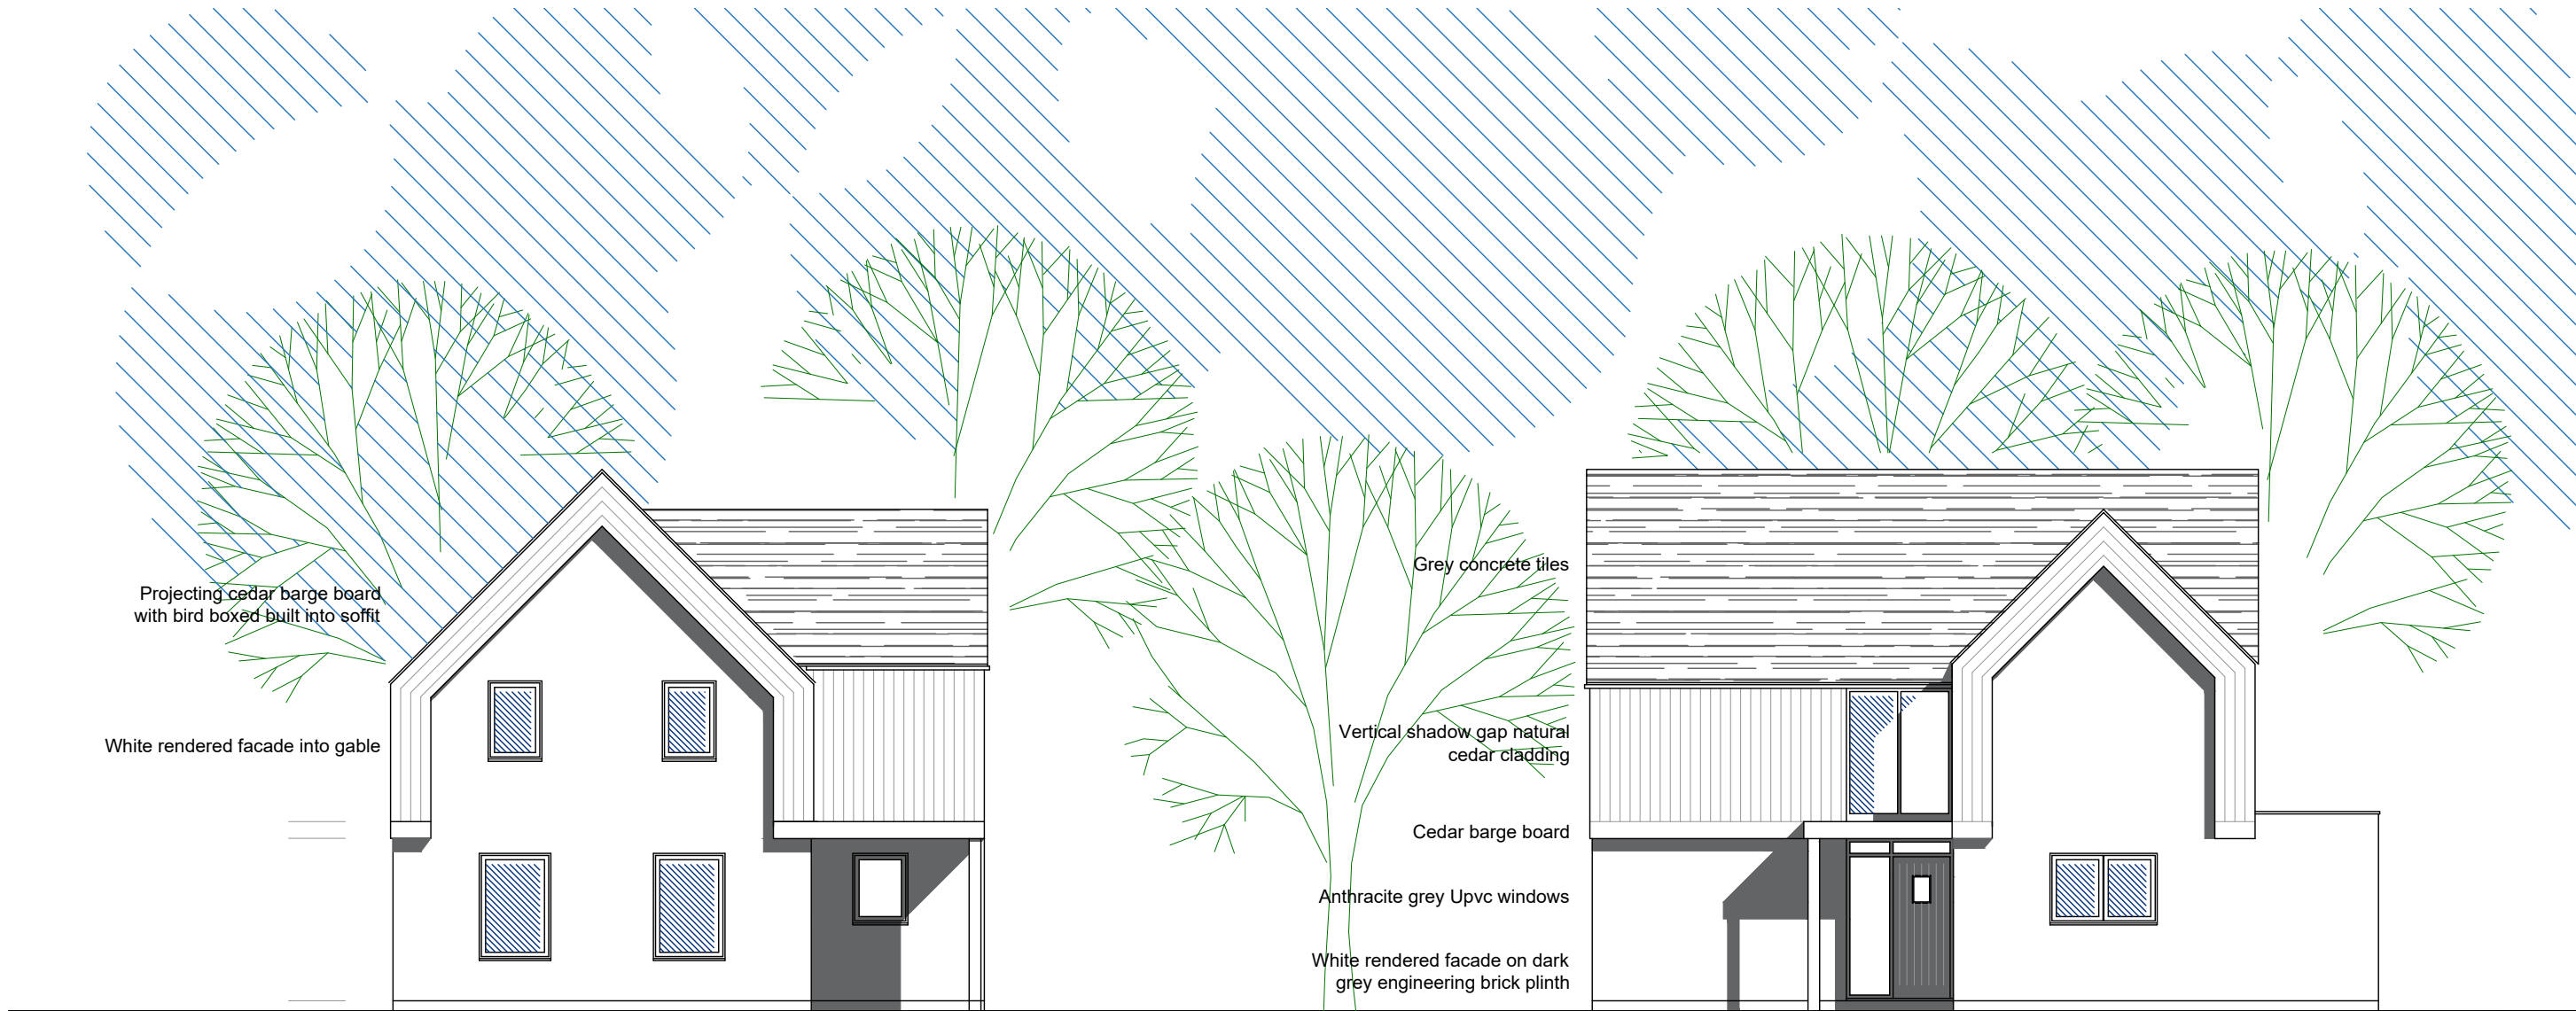 Projecting cedar barge board
with bird boxed built into soffit
White rendered facade into gable
Grey concrete tiles
Vertical shadow gap natural
cedar cladding
Cedar barge board
Anthracite grey Upvc windows
White rendered facade on dark
grey engineering brick plinth